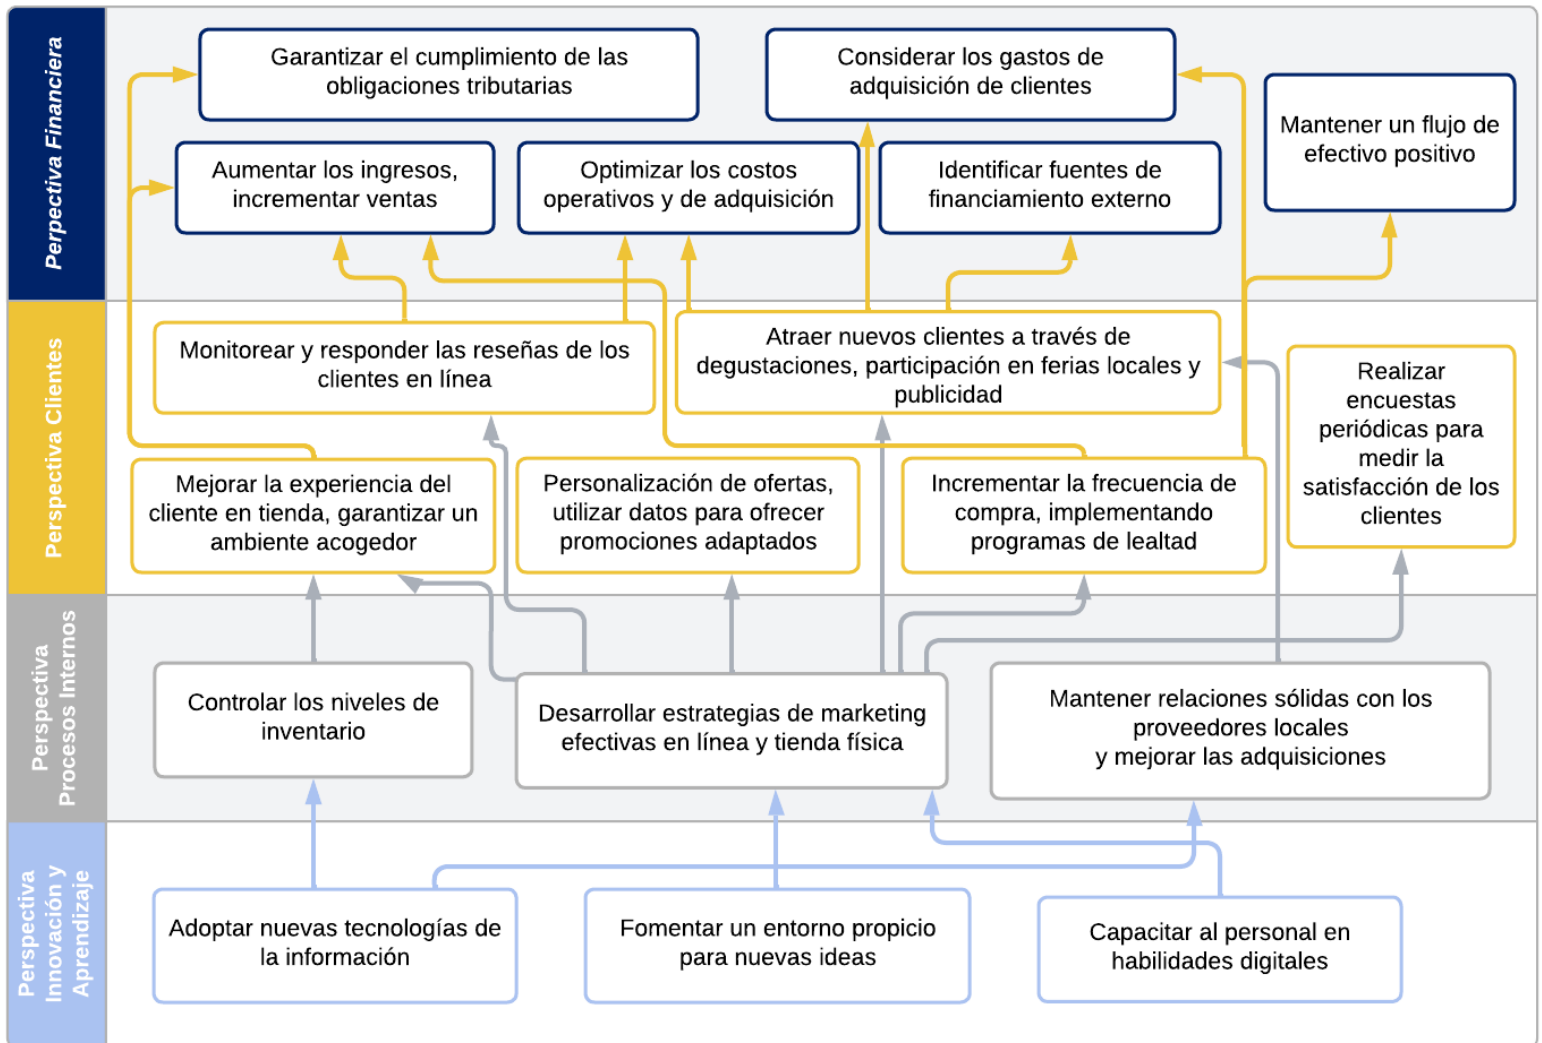 Perpectiva Financiera
Garantizar el cumplimiento de las
obligaciones tributarias
Considerar los gastos de
adquisición de clientes
Mantener un flujo de
efectivo positivo
Aumentar los ingresos,
incrementar ventas
Optimizar los costos
operativos y de adquisición
Identificar fuentes de
financiamiento externo
Perspectiva Clientes
Monitorear y responder las reseñas de los
clientes en línea
Atraer nuevos clientes a través de
degustaciones, participación en ferias locales y
publicidad
Realizar
encuestas
periódicas para
medir la
satisfacción de los
clientes
Mejorar la experiencia del
cliente en tienda, garantizar un
ambiente acogedor
Personalización de ofertas,
utilizar datos para ofrecer
promociones adaptados
Incrementar la frecuencia de
compra, implementando
programas de lealtad
Perspectiva
Procesos Internos
Controlar los niveles de
inventario
Desarrollar estrategias de marketing
efectivas en línea y tienda física
Mantener relaciones sólidas con los
proveedores locales
y mejorar las adquisiciones
Perspectiva
Innovación y
Aprendizaje
Adoptar nuevas tecnologías de
la información
Fomentar un entorno propicio
para nuevas ideas
Capacitar al personal en
habilidades digitales